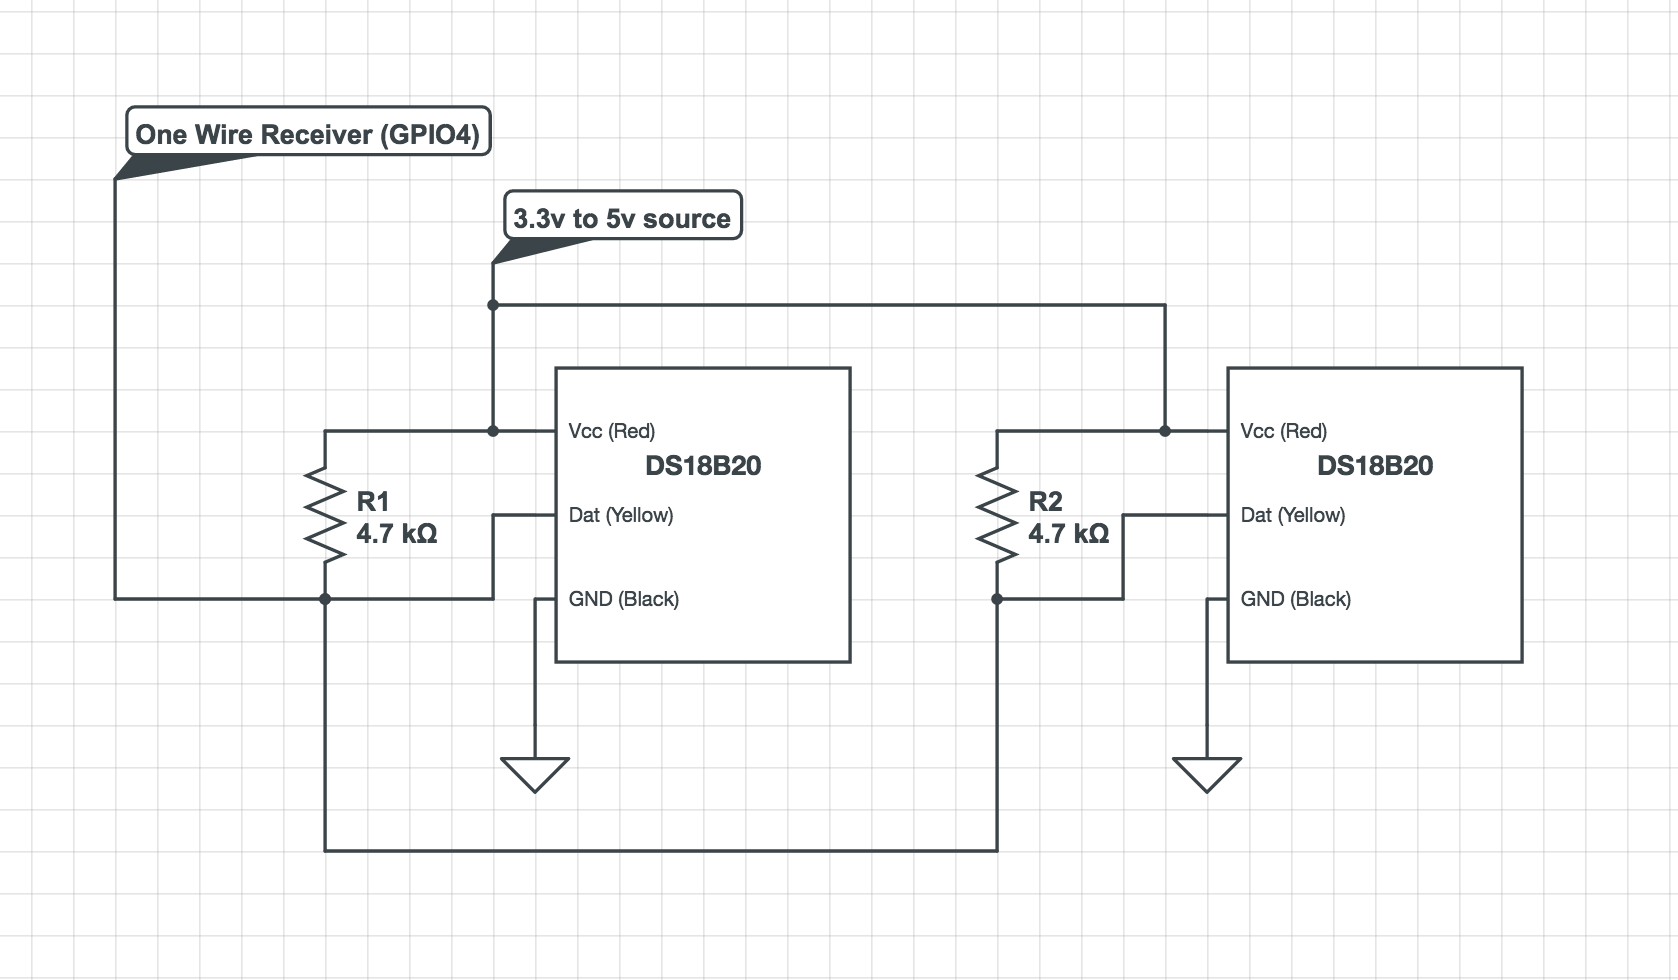 One Wire Receiver (GPIO4)
3.3v to 5v source
Vcc (Red)
DS18B20
R1
4.7 kΩ
Dat (Yellow)
GND (Black)
Vcc (Red)
DS18B20
R2
4.7 kΩ
Dat (Yellow)
GND (Black)